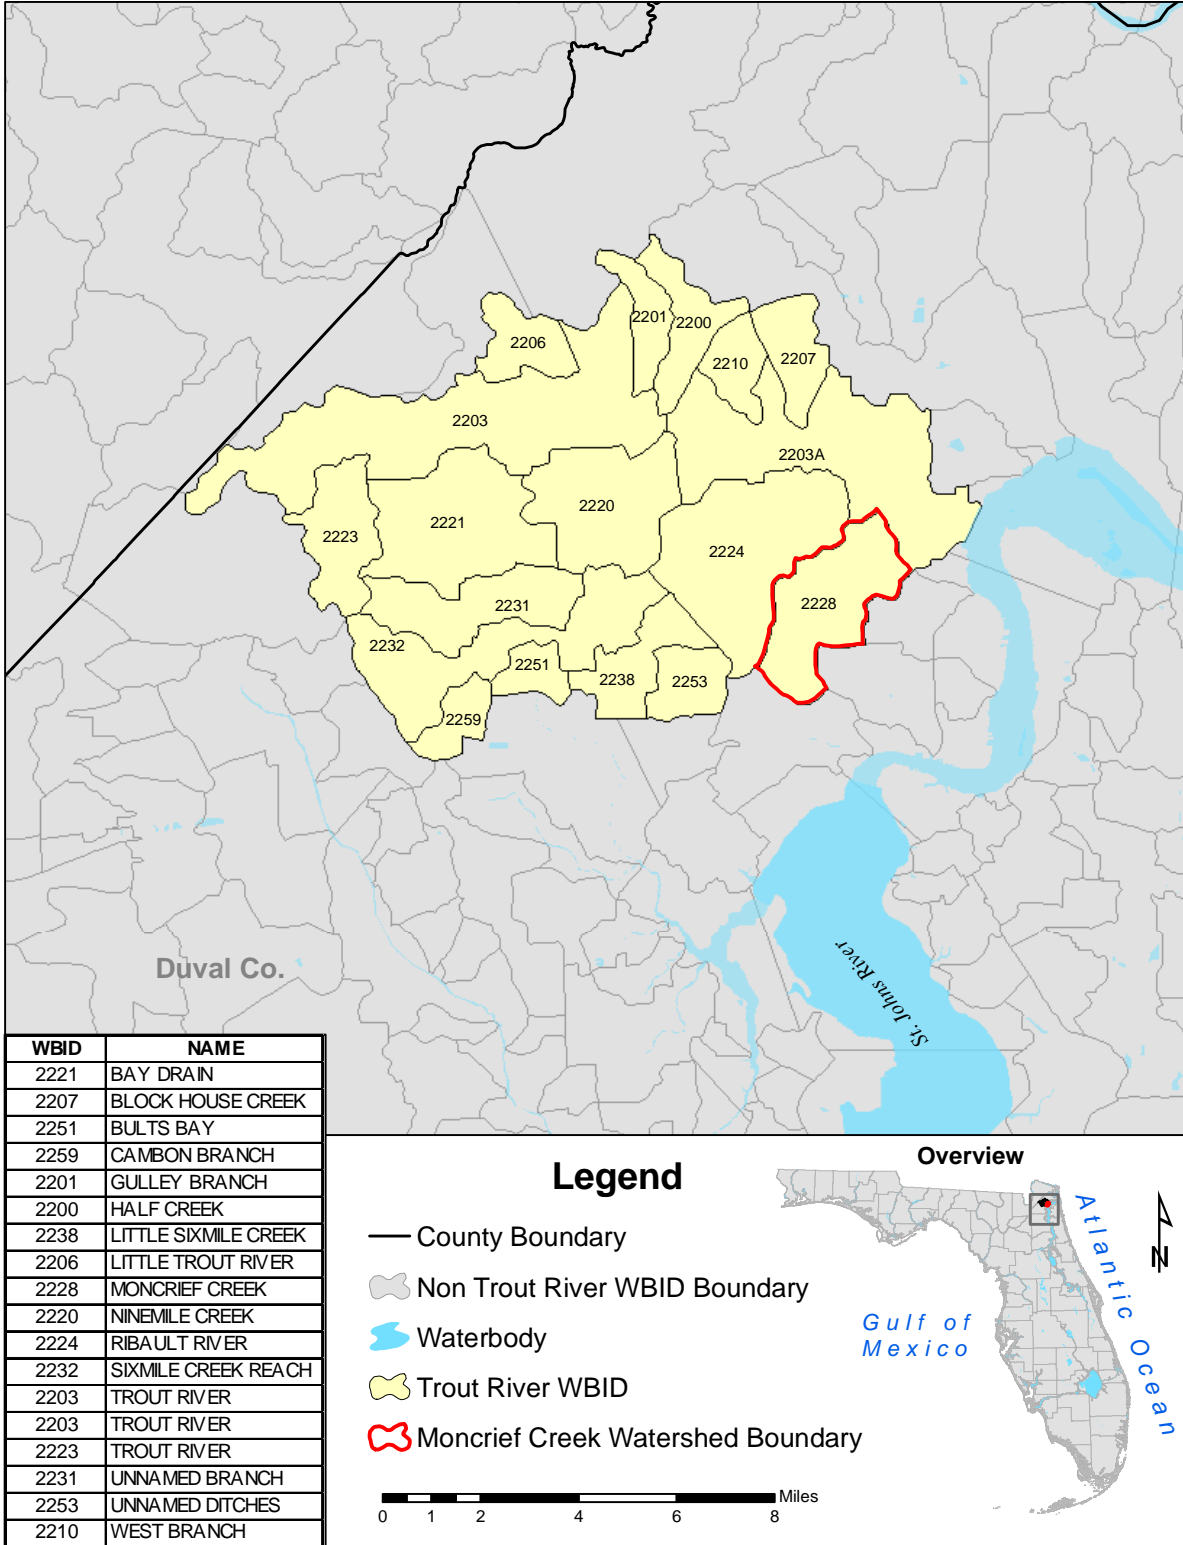 2201
2200
2206
2210
2207
2203
2203A
2220
2221
2223
2224
2228
2231
2232
2251
2238
2253
2259
Duval Co.
St. Johns River
WBID NAME
2221 BAY DRAIN
2207 BLOCK HOUSE CREEK
2251 BULTS BAY
2259 CAMBON BRANCH
2201 GULLEY BRANCH
2200 HALF CREEK
2238 LITTLE SIXMILE CREEK
2206 LITTLE TROUT RIVER
2228 MONCRIEF CREEK
2220 NINEMILE CREEK
2224 RIBAULT RIVER
2232 SIXMILE CREEK REACH
2203 TROUT RIVER
2203 TROUT RIVER
2223 TROUT RIVER
2231 UNNAMED BRANCH
2253 UNNAMED DITCHES
2210 WEST BRANCH
Legend
County Boundary
Non Trout River WBID Boundary
Waterbody
Trout River WBID
Moncrief Creek Watershed Boundary
Miles
0 1 2 4 6 8
Overview
Gulf of
Mexico
Atlantic Ocean
N